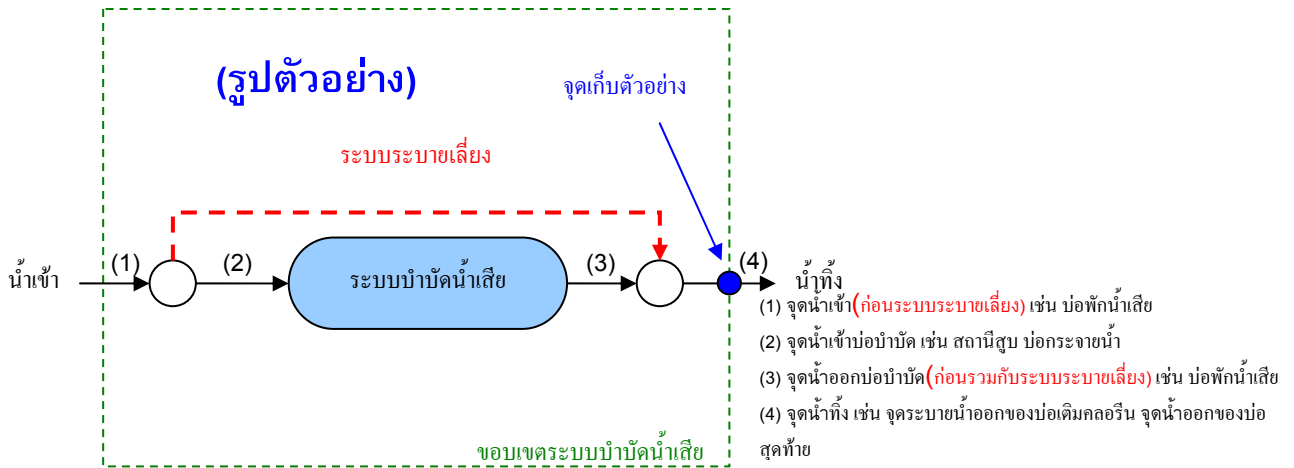 (รูปตัวอย่าง)
จุดเก็บตัวอย่าง
ระบบระบายเลี่ยง
น้ำเข้า
(1)
(2)
ระบบบำบัดน้ำเสีย
(3)
(4)
น้ำทิ้ง
(1) จุดน้ำเข้า(ก่อนระบบระบายเลี่ยง) เช่น บ่อพักน้ำเสีย
(2) จุดน้ำเข้าบ่อบำบัด เช่น สถานีสูบ บ่อกระจายน้ำ
(3) จุดน้ำออกบ่อบำบัด(ก่อนรวมกับระบบระบายเลี่ยง) เช่น บ่อพักน้ำเสีย
(4) จุดน้ำทิ้ง เช่น จุดระบายน้ำออกของบ่อเติมคลอรีน จุดน้ำออกของบ่อ
สุดท้าย
ขอบเขตระบบบำบัดน้ำเสีย